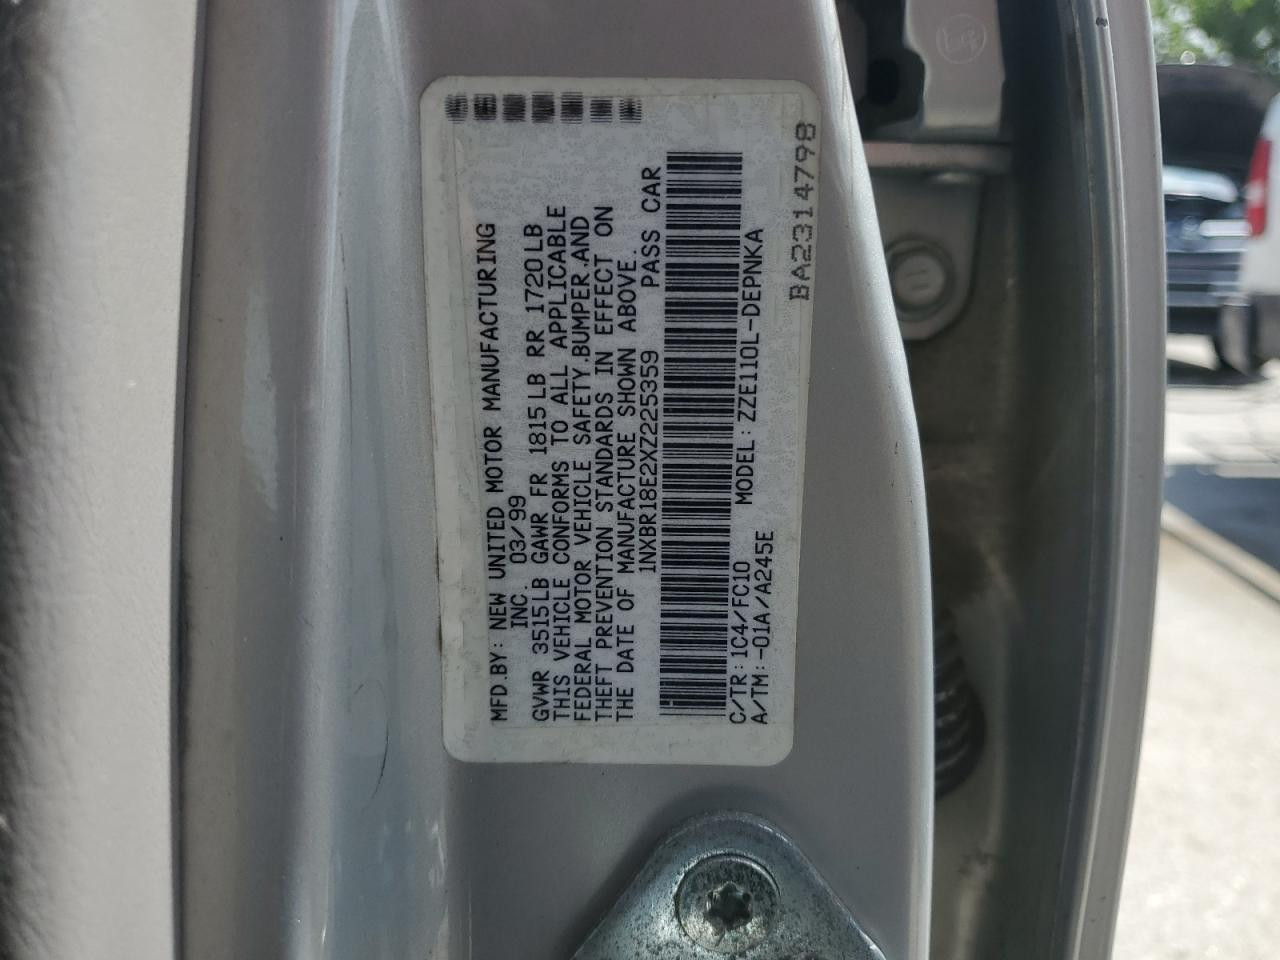 MFD.BY: NEW UNITED MOTOR MANUFACTURING
INC. 03/99
GVWR 3515LB GAWR FR 1815LB RR 1720LB
THIS VEHICLE CONFORMS TO ALL APPLICABLE
FEDERAL MOTOR VEHICLE SAFETY.BUMPER.AND
THEFT PREVENTION STANDARDS IN EFFECT ON
THE DATE OF MANUFACTURE SHOWN ABOVE.
1NXBR18E2XZ225359 PASS CAR
C/TR: 1C4/FC10 MODEL: ZZE110L-DEPNKA
A/TM: -01A/A245E
BA2314798